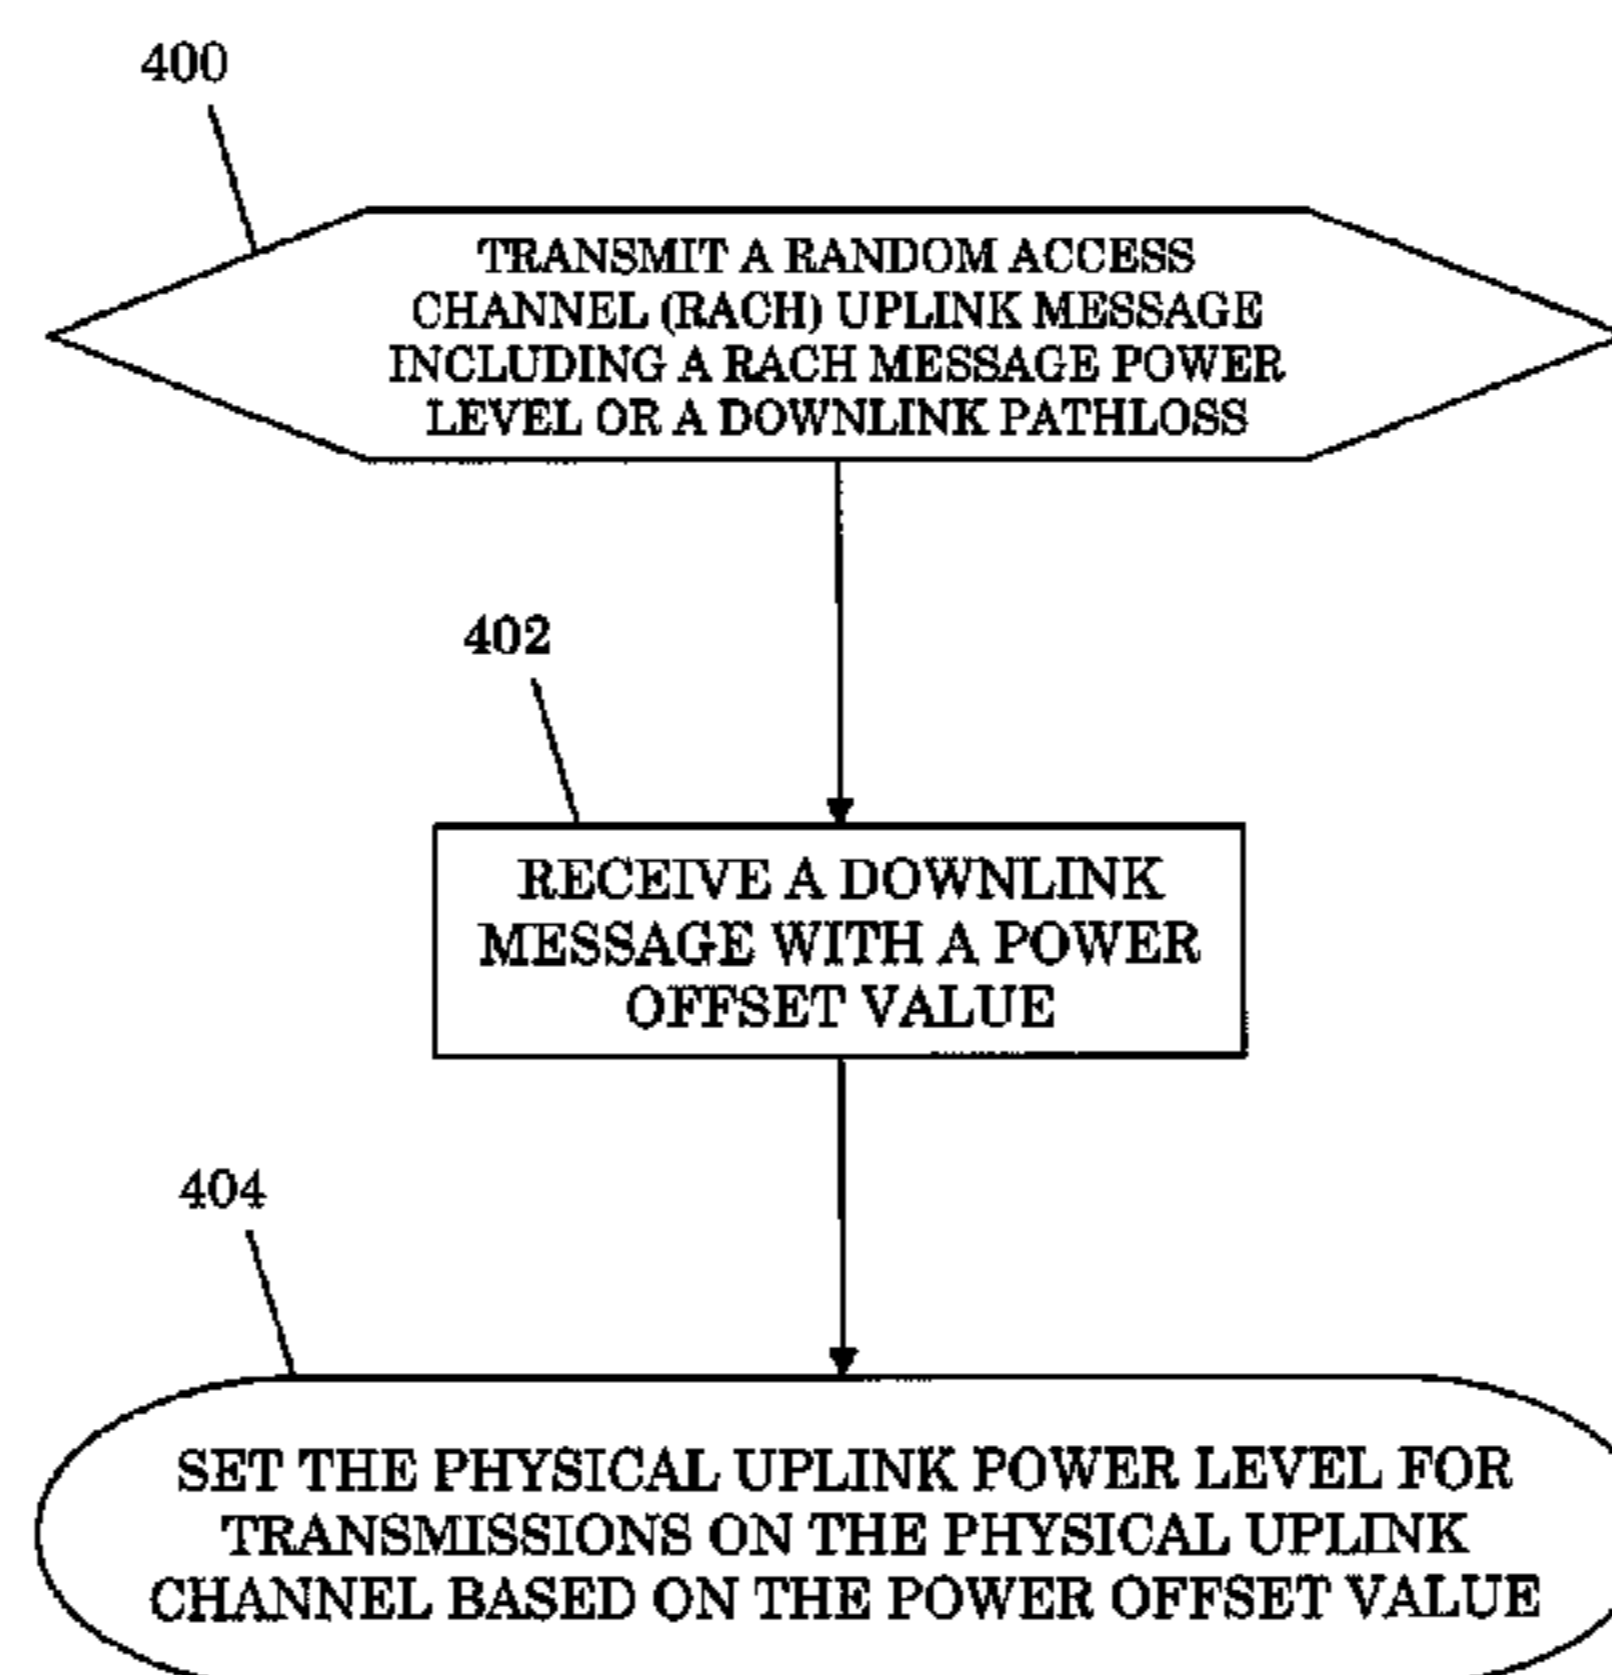 400
TRANSMIT A RANDOM ACCESS
CHANNEL (RACH) UPLINK MESSAGE
INCLUDING A RACH MESSAGE POWER
LEVEL OR A DOWNLINK PATHLOSS
402
RECEIVE A DOWNLINK
MESSAGE WITH A POWER
OFFSET VALUE
404
SET THE PHYSICAL UPLINK POWER LEVEL FOR
TRANSMISSIONS ON THE PHYSICAL UPLINK
CHANNEL BASED ON THE POWER OFFSET VALUE